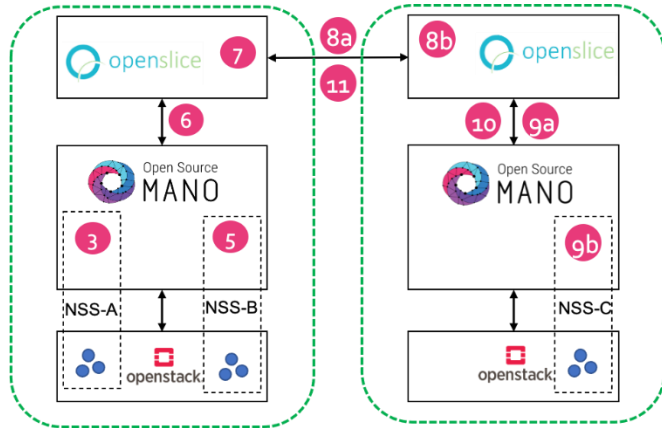 openslice
7
8a
11
8b
openslice
6
10
9a
Open Source
MANO
3
5
NSS-A
NSS-B
openstack.
Open Source
MANO
9b
NSS-C
openstack.